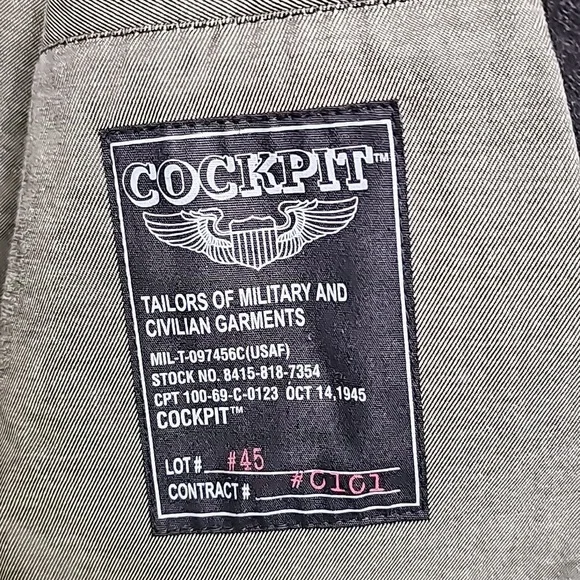 COCKPIT™
TAILORS OF MILITARY AND
CIVILIAN GARMENTS
MIL-T-097456C(USAF)
STOCK NO. 8415-818-7354
CPT 100-69-C-0123 OCT 14,1945
COCKPIT™
LOT # #45
CONTRACT # #C1C1